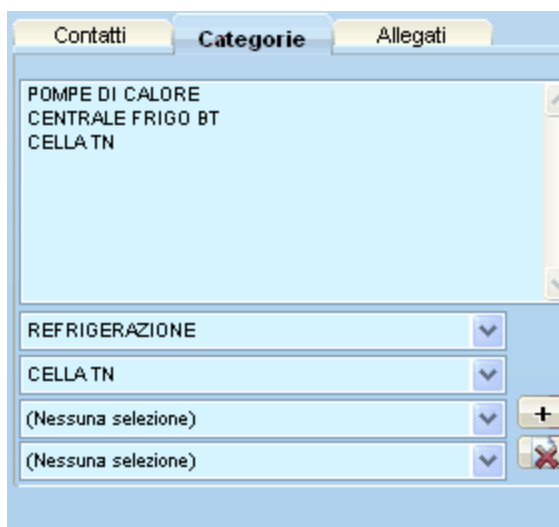 Contatti
Categorie
Allegati
POMPE DI CALORE
CENTRALE FRIGO BT
CELLA TN
REFRIGERAZIONE
CELLA TN
(Nessuna selezione)
+
(Nessuna selezione)